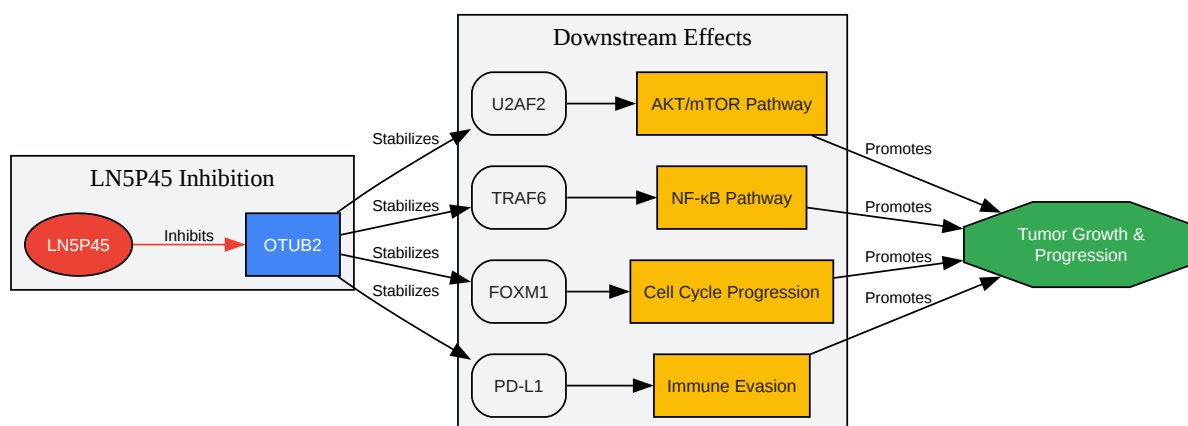 Downstream Effects
U2AF2
AKT/mTOR Pathway
Stabilizes
Promotes
LN5P45 Inhibition
TRAF6
NF-κB Pathway
Stabilizes
Promotes
LN5P45
Inhibits
OTUB2
Tumor Growth &
Progression
Stabilizes
Promotes
FOXM1
Cell Cycle Progression
Stabilizes
Promotes
PD-L1
Immune Evasion